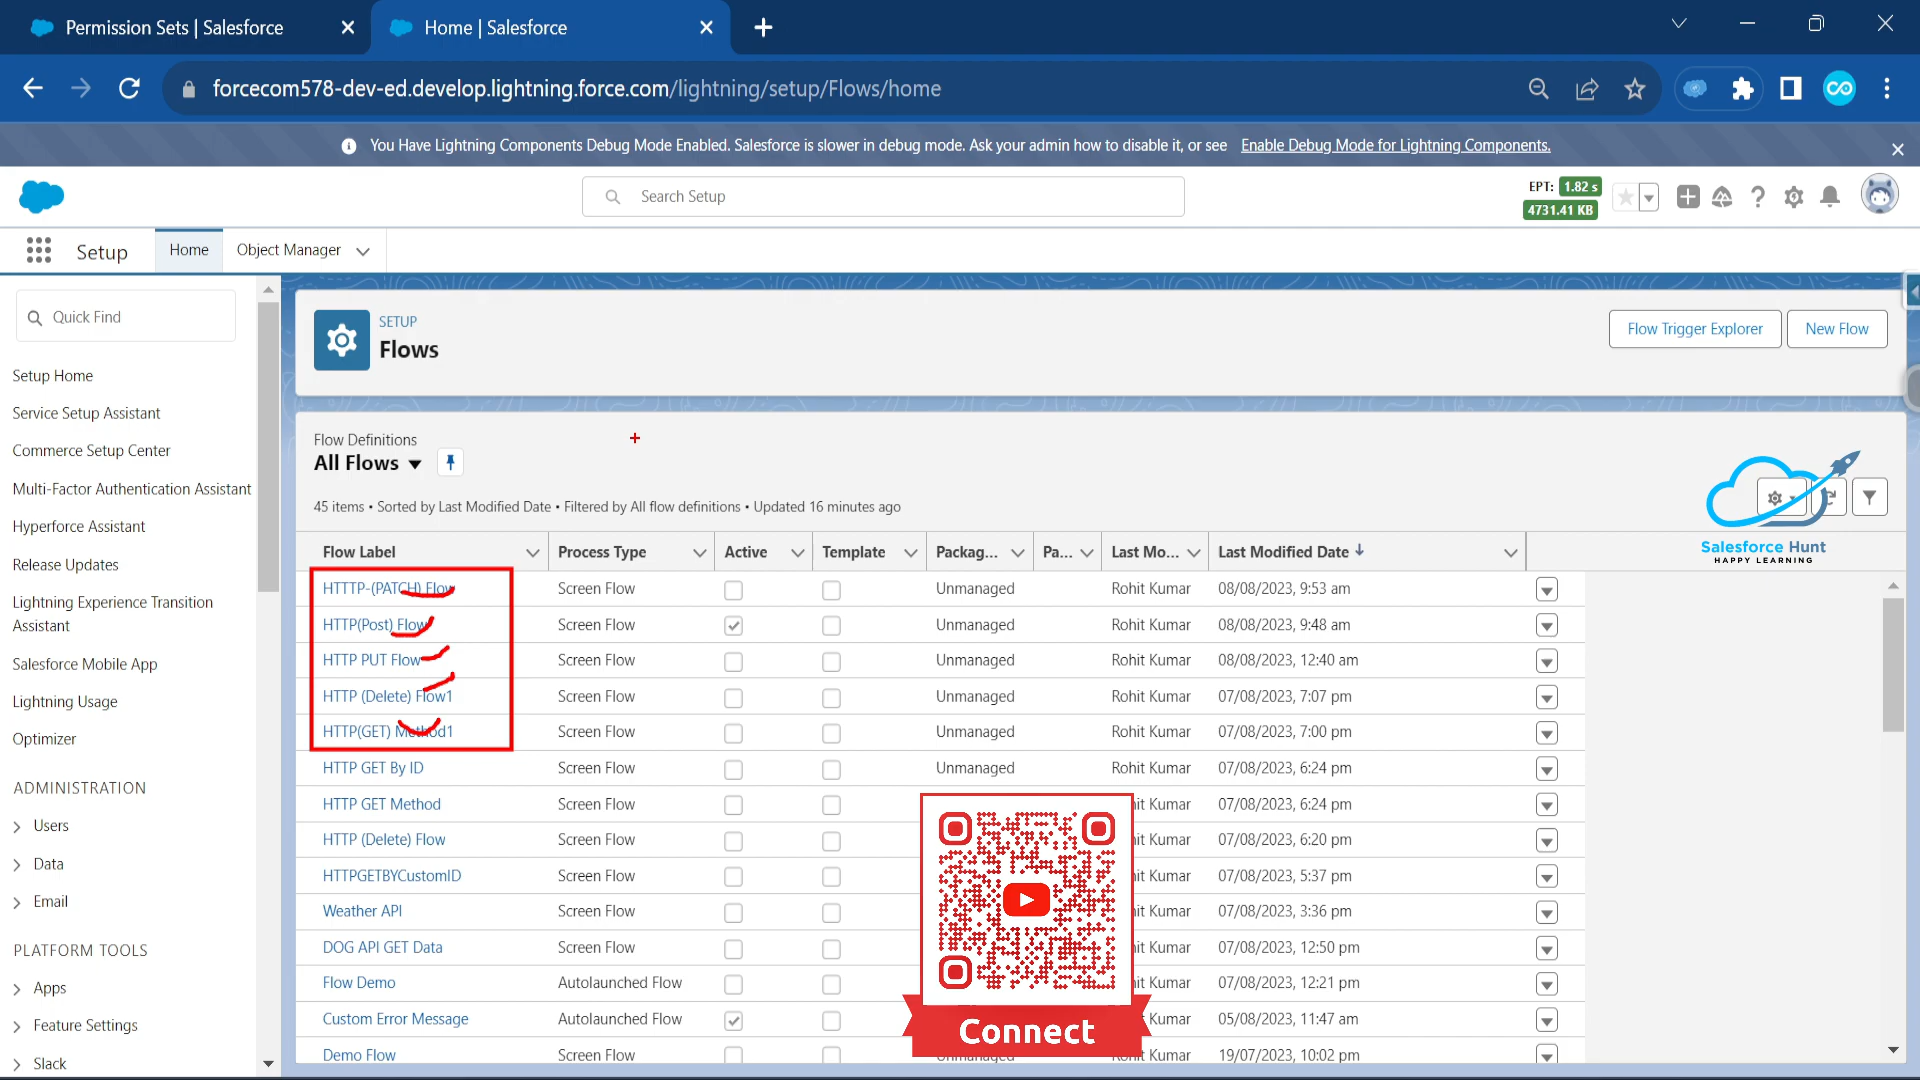 Permission Sets | Salesforce
Home | Salesforce
forcecom578-dev-ed.develop.lightning.force.com/lightning/setup/Flows/home
You Have Lightning Components Debug Mode Enabled. Salesforce is slower in debug mode. Ask your admin how to disable it, or see Enable Debug Mode for Lightning Components.
Search Setup
EPT: 1.82 s
4731.41 KB
Setup
Home
Object Manager
Quick Find
Setup Home
Service Setup Assistant
Commerce Setup Center
Multi-Factor Authentication Assistant
Hyperforce Assistant
Release Updates
Lightning Experience Transition
Assistant
Salesforce Mobile App
Lightning Usage
Optimizer
ADMINISTRATION
Users
Data
Email
PLATFORM TOOLS
Apps
Feature Settings
Slack
SETUP
Flows
Flow Trigger Explorer
New Flow
Flow Definitions
All Flows
45 items • Sorted by Last Modified Date • Filtered by All flow definitions • Updated 16 minutes ago
Salesforce Hunt
HAPPY LEARNING
Flow Label Process Type Active Template Packag... Pa... Last Mo... Last Modified Date
HTTTP-(PATCH) Flow Screen Flow Unmanaged Rohit Kumar 08/08/2023, 9:53 am
HTTP(Post) Flow Screen Flow Unmanaged Rohit Kumar 08/08/2023, 9:48 am
HTTP PUT Flow Screen Flow Unmanaged Rohit Kumar 08/08/2023, 12:40 am
HTTP (Delete) Flow1 Screen Flow Unmanaged Rohit Kumar 07/08/2023, 7:07 pm
HTTP(GET) Method1 Screen Flow Unmanaged Rohit Kumar 07/08/2023, 7:00 pm
HTTP GET By ID Screen Flow Unmanaged Rohit Kumar 07/08/2023, 6:24 pm
HTTP GET Method Screen Flow Kumar 07/08/2023, 6:24 pm
HTTP (Delete) Flow Screen Flow Kumar 07/08/2023, 6:20 pm
HTTPGETBYCustomID Screen Flow Kumar 07/08/2023, 5:37 pm
Weather API Screen Flow Kumar 07/08/2023, 3:36 pm
DOG API GET Data Screen Flow Kumar 07/08/2023, 12:50 pm
Flow Demo Autolaunched Flow Kumar 07/08/2023, 12:21 pm
Custom Error Message Autolaunched Flow Kumar 05/08/2023, 11:47 am
Demo Flow Screen Flow Kumar 19/07/2023, 10:02 pm
Connect